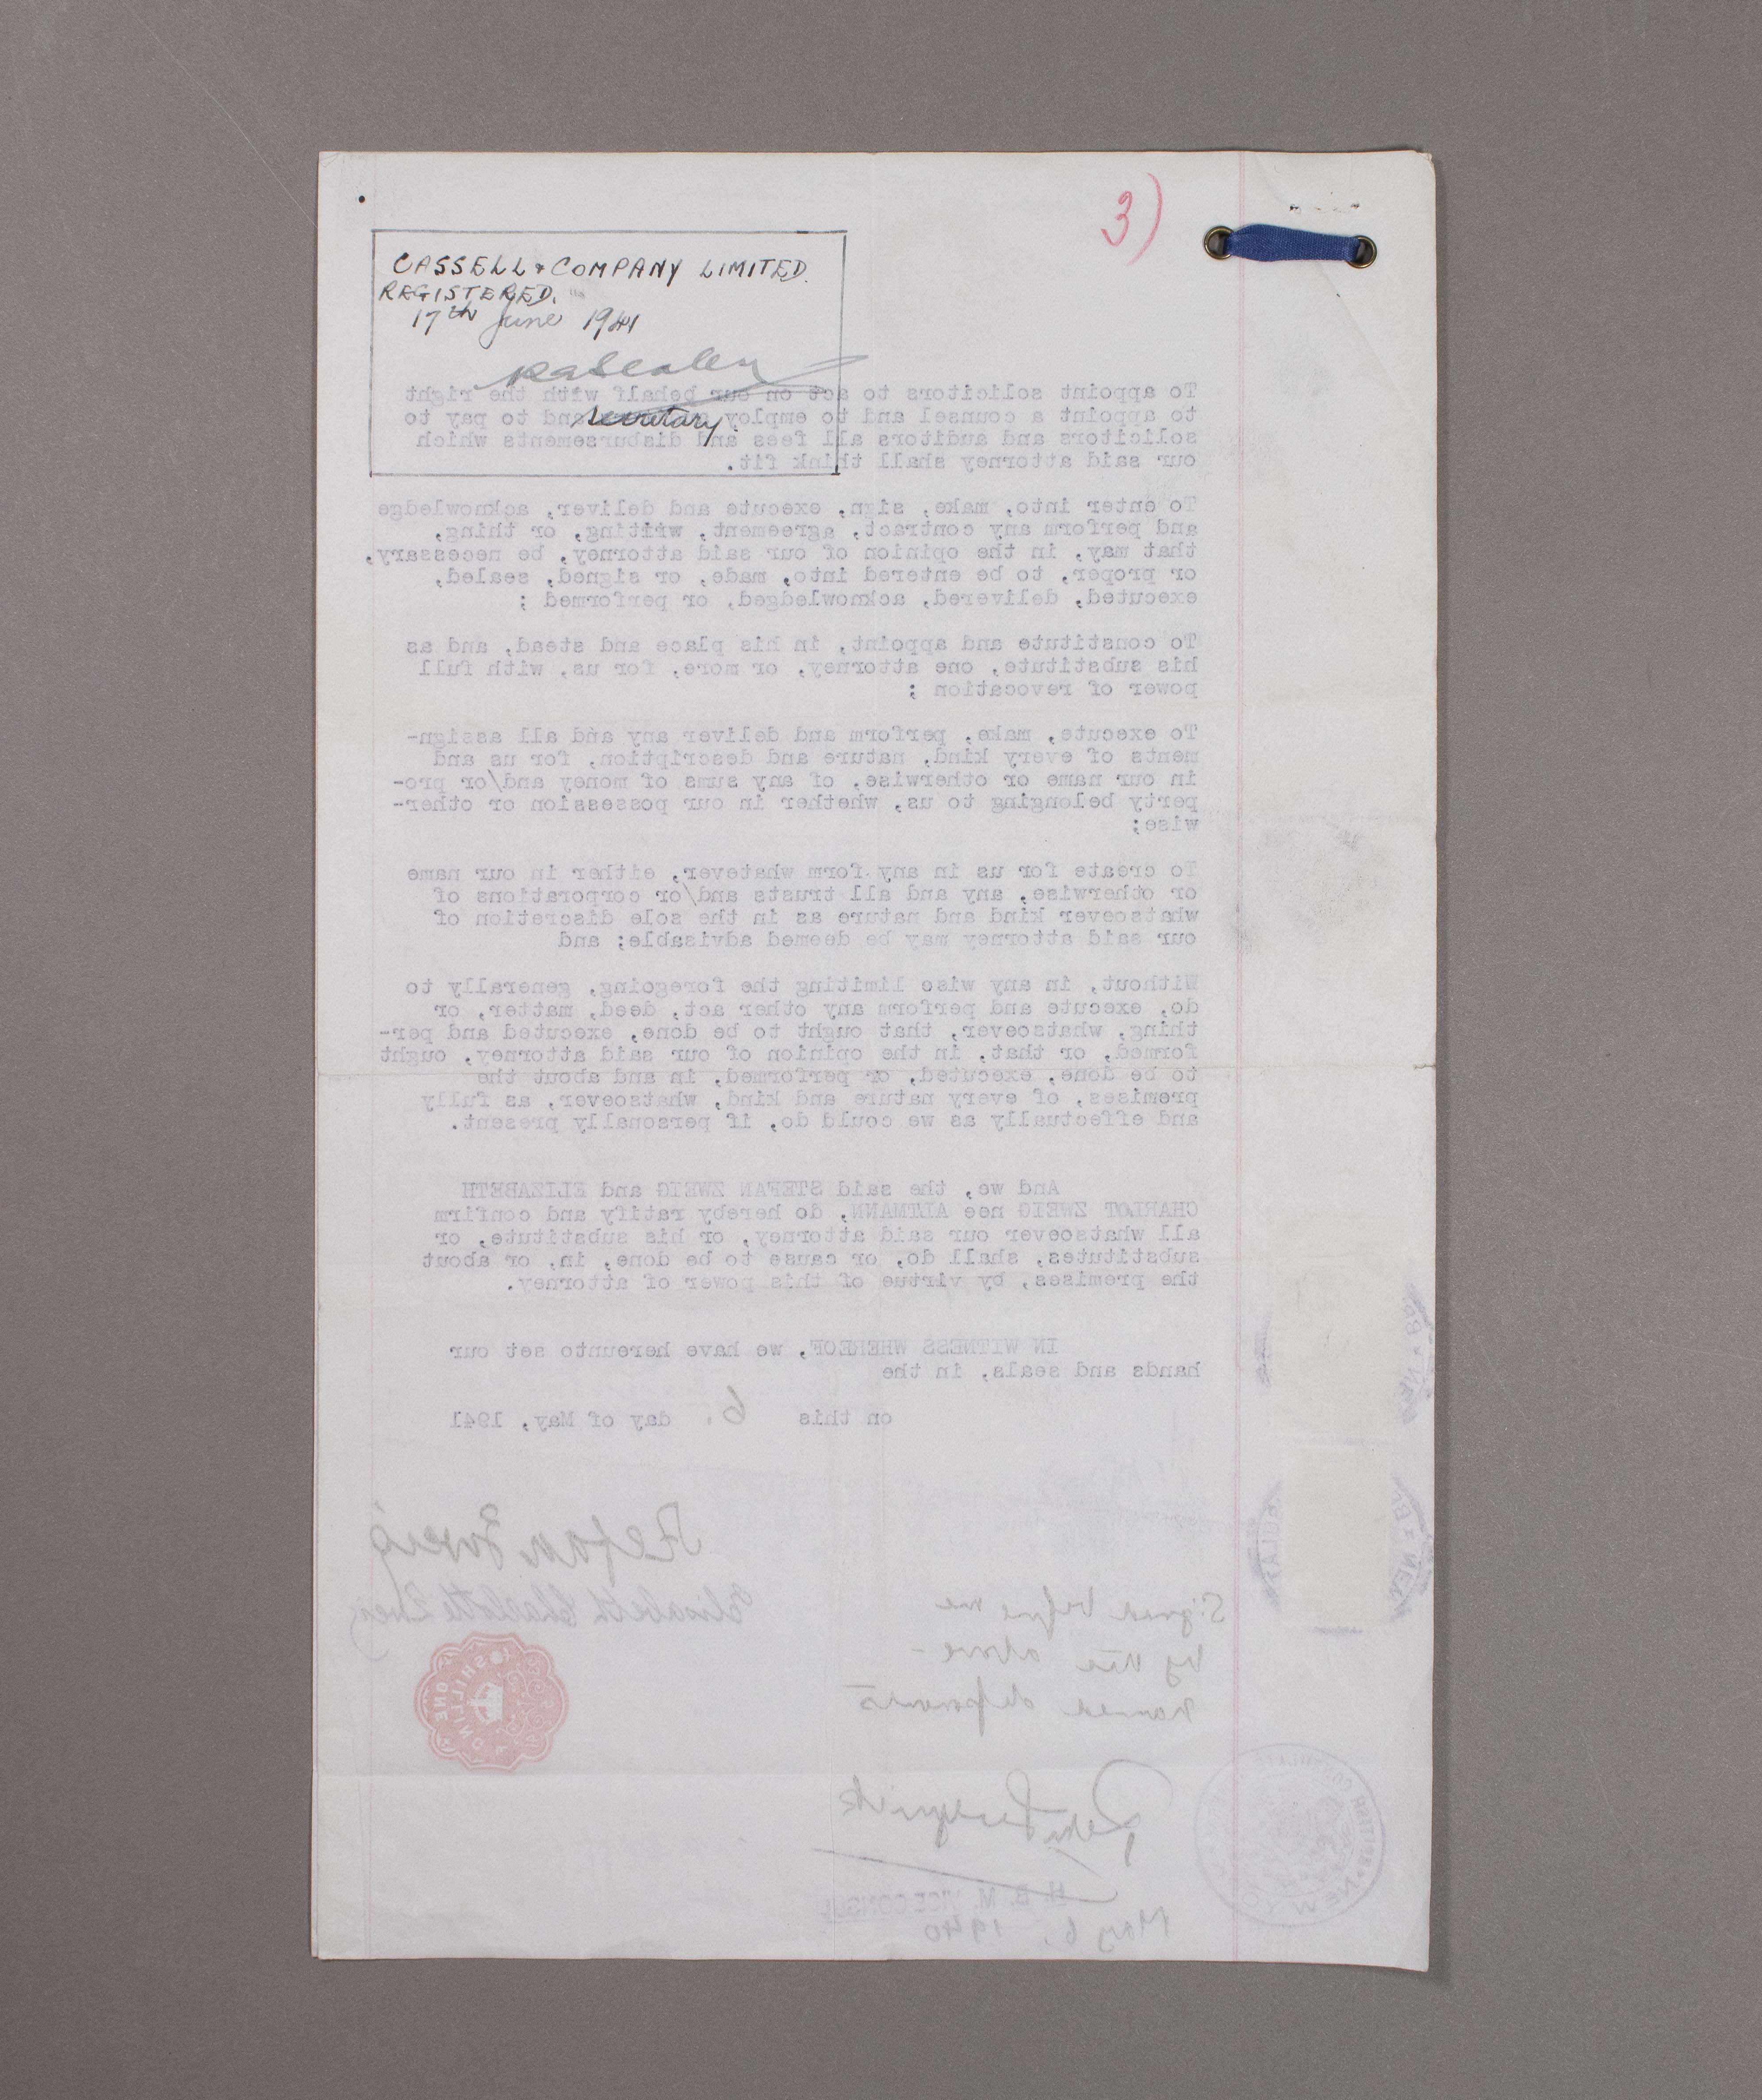 3)
CASSELL & COMPANY LIMITED.
REGISTERED.
17th June 1941
secretary.
To appoint solicitors to act on our behalf with the right
to appoint a counsel and to employ and to pay to
solicitors and auditors all fees and disbursements which
our said attorney shall think fit.
To enter into, make, sign, execute and deliver, acknowledge
and perform any contract, agreement, writing, or thing,
that may, in the opinion of our said attorney, be necessary,
or proper, to be entered into, made, or signed, sealed,
executed, delivered, acknowledged, or performed ;
To constitute and appoint, in his place and stead, and as
his substitute, one attorney, or more, for us, with full
power of revocation ;
To execute, make, perform and deliver any and all assign-
ments of every kind, nature and description, for us and
in our name or otherwise, of any sums of money and/or pro-
perty belonging to us, whether in our possession or other-
wise;
To create for us in any form whatever, either in our name
or otherwise, any and all trusts and/or corporations of
whatsoever kind and nature as in the sole discretion of
our said attorney may be deemed advisable; and
Without, in any wise limiting the foregoing, generally to
do, execute and perform any other act, deed, matter, or
thing, whatsoever, that ought to be done, executed and per-
formed, or that, in the opinion of our said attorney, ought
to be done, executed, or performed, in and about the
premises, of every nature and kind, whatsoever, as fully
and effectually as we could do, if personally present.
And we, the said STEFAN ZWEIG and ELIZABETH
CHARLOT ZWEIG nee ALTMANN, do hereby ratify and confirm
all whatsoever our said attorney, or his substitute, or
substitutes, shall do, or cause to be done, in, or about
the premises, by virtue of this power of attorney.
IN WITNESS WHEREOF, we have hereunto set our
hands and seals, in the
on this 6. day of May, 1941
Stefan Zweig
Elisabeth Charlotte Zweig
Signed before me
by the above-
named deponents
ONE SHILLING
H. B. M. VICE CONSUL
May 6, 1940
BRITISH CONSULATE
NEW